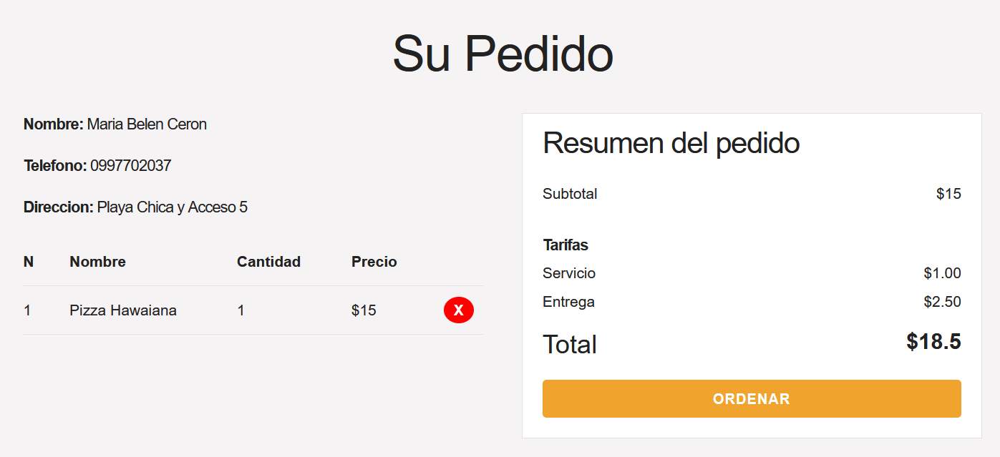 Su Pedido
Nombre: Maria Belen Ceron
Telefono: 0997702037
Direccion: Playa Chica y Acceso 5
N Nombre Cantidad Precio
1 Pizza Hawaiana 1 $15 X
Resumen del pedido
Subtotal $15
Tarifas
Servicio $1.00
Entrega $2.50
Total $18.5
ORDENAR